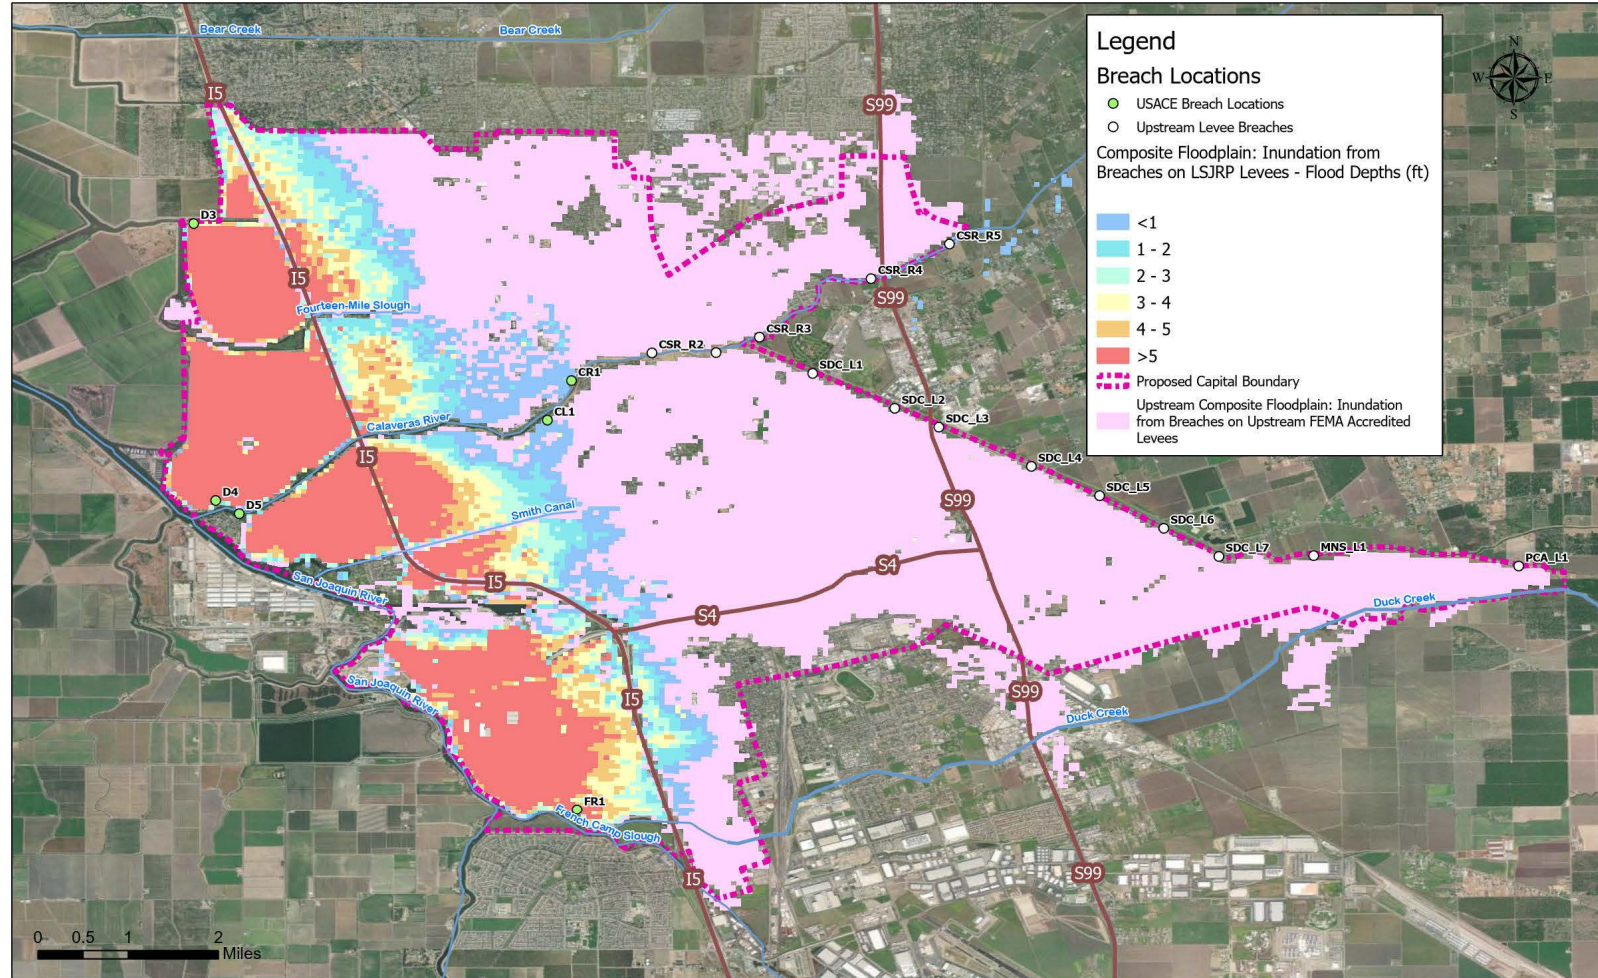 Bear Creek
Bear Creek
I5
S99
Legend
Breach Locations
USACE Breach Locations
Upstream Levee Breaches
Composite Floodplain: Inundation from
Breaches on LSJRP Levees - Flood Depths (ft)
<1
1 - 2
2 - 3
3 - 4
4 - 5
>5
Proposed Capital Boundary
Upstream Composite Floodplain: Inundation
from Breaches on Upstream FEMA Accredited
Levees
N
W
E
S
D3
CSR_R5
I5
CSR_R4
S99
Fourteen-Mile Slough
CSR_R3
CSR_R2
SDC_L1
CR1
CL1
SDC_L2
SDC_L3
Calaveras River
I5
SDC_L4
SDC_L5
S99
D4
D5
Smith Canal
SDC_L6
SDC_L7
MNS_L1
PCA_L1
S4
I5
San Joaquin River
Duck Creek
S4
San Joaquin River
I5
S99
Duck Creek
FR1
French Camp Slough
I5
S99
0 0.5 1 2
Miles